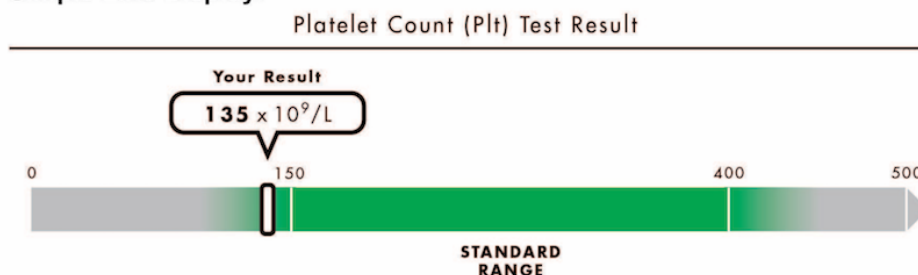 Platelet Count (Plt) Test Result
Your Result
135 x 10⁹/L
0 150 400 500
STANDARD
RANGE